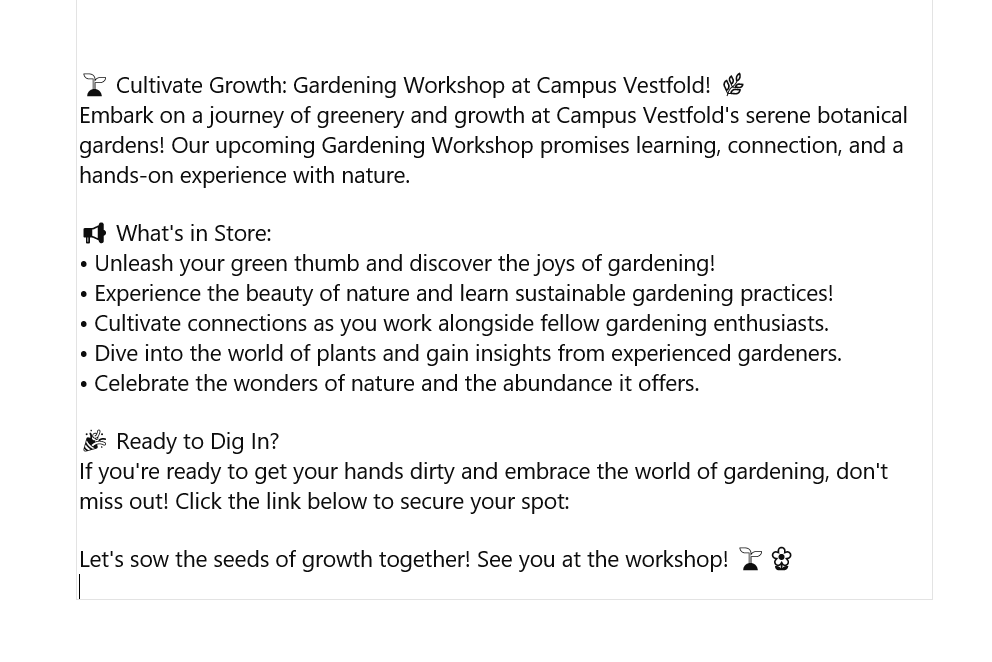 🌱 Cultivate Growth: Gardening Workshop at Campus Vestfold! 🌿
Embark on a journey of greenery and growth at Campus Vestfold's serene botanical
gardens! Our upcoming Gardening Workshop promises learning, connection, and a
hands-on experience with nature.
📢 What's in Store:
• Unleash your green thumb and discover the joys of gardening!
• Experience the beauty of nature and learn sustainable gardening practices!
• Cultivate connections as you work alongside fellow gardening enthusiasts.
• Dive into the world of plants and gain insights from experienced gardeners.
• Celebrate the wonders of nature and the abundance it offers.
🎉 Ready to Dig In?
If you're ready to get your hands dirty and embrace the world of gardening, don't
miss out! Click the link below to secure your spot:
Let's sow the seeds of growth together! See you at the workshop! 🌱 🌼